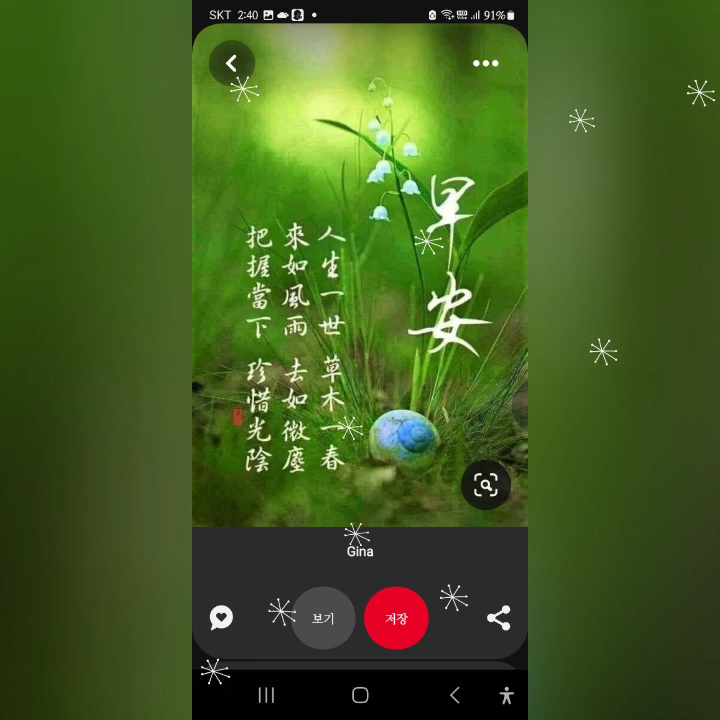 SKT 2:40
91%
早安
人生一世 草木一春
來如風雨 去如微塵
把握當下 珍惜光陰
Gina
보기
저장